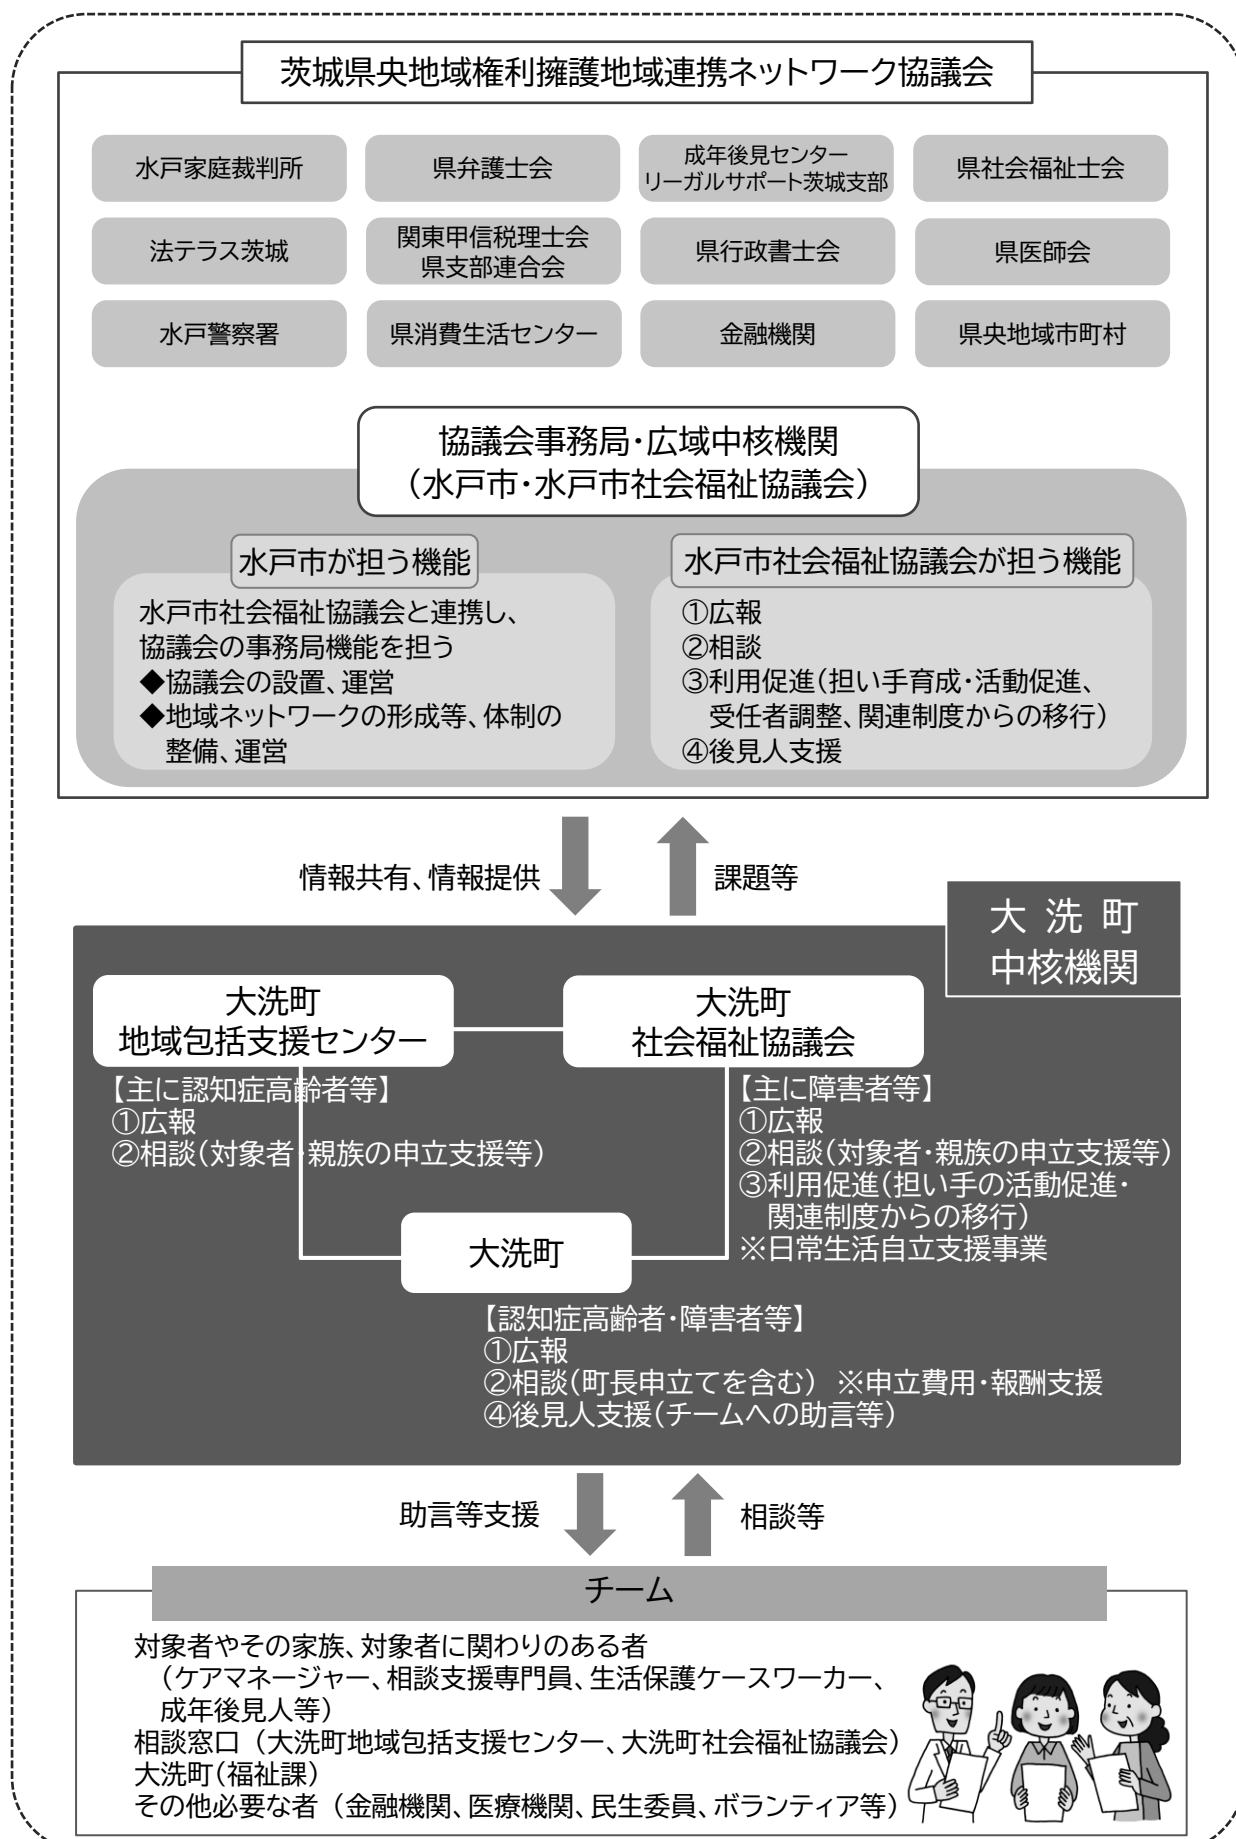 茨城県央地域権利擁護地域連携ネットワーク協議会
水戸家庭裁判所
県弁護士会
成年後見センター
リーガルサポート茨城支部
県社会福祉士会
法テラス茨城
関東甲信税理士会
県支部連合会
県行政書士会
県医師会
水戸警察署
県消費生活センター
金融機関
県央地域市町村
協議会事務局・広域中核機関
（水戸市・水戸市社会福祉協議会）
水戸市が担う機能
水戸市社会福祉協議会と連携し、
協議会の事務局機能を担う
◆協議会の設置、運営
◆地域ネットワークの形成等、体制の
整備、運営
水戸市社会福祉協議会が担う機能
①広報
②相談
③利用促進（担い手育成・活動促進、
受任者調整、関連制度からの移行）
④後見人支援
情報共有、情報提供
課題等
大洗町
中核機関
大洗町
地域包括支援センター
【主に認知症高齢者等】
①広報
②相談（対象者・親族の申立支援等）
大洗町
社会福祉協議会
【主に障害者等】
①広報
②相談（対象者・親族の申立支援等）
③利用促進（担い手の活動促進・
関連制度からの移行）
※日常生活自立支援事業
大洗町
【認知症高齢者・障害者等】
①広報
②相談（町長申立てを含む） ※申立費用・報酬支援
④後見人支援（チームへの助言等）
助言等支援
相談等
チーム
対象者やその家族、対象者に関わりのある者
（ケアマネージャー、相談支援専門員、生活保護ケースワーカー、
成年後見人等）
相談窓口（大洗町地域包括支援センター、大洗町社会福祉協議会）
大洗町（福祉課）
その他必要な者（金融機関、医療機関、民生委員、ボランティア等）